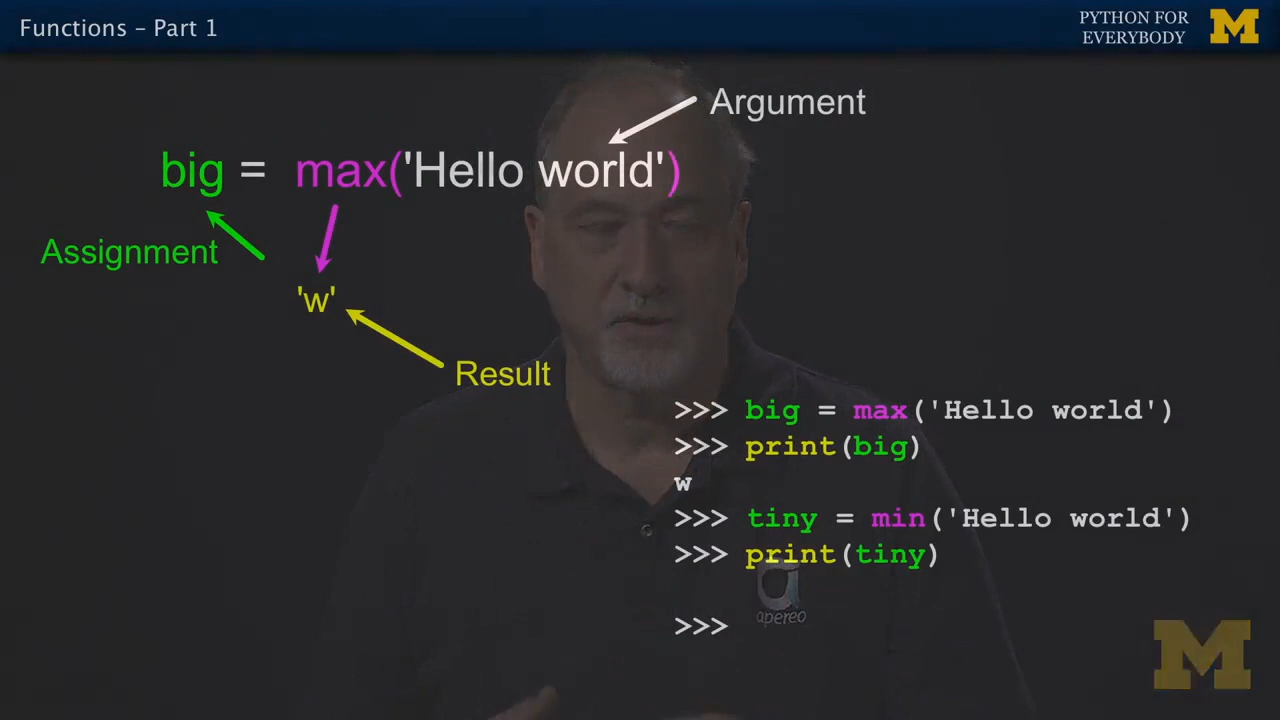 Functions – Part 1
PYTHON FOR
EVERYBODY
M
Argument
big = max('Hello world')
Assignment
'w'
Result
>>> big = max('Hello world')
>>> print(big)
w
>>> tiny = min('Hello world')
>>> print(tiny)
apereo
>>>
M